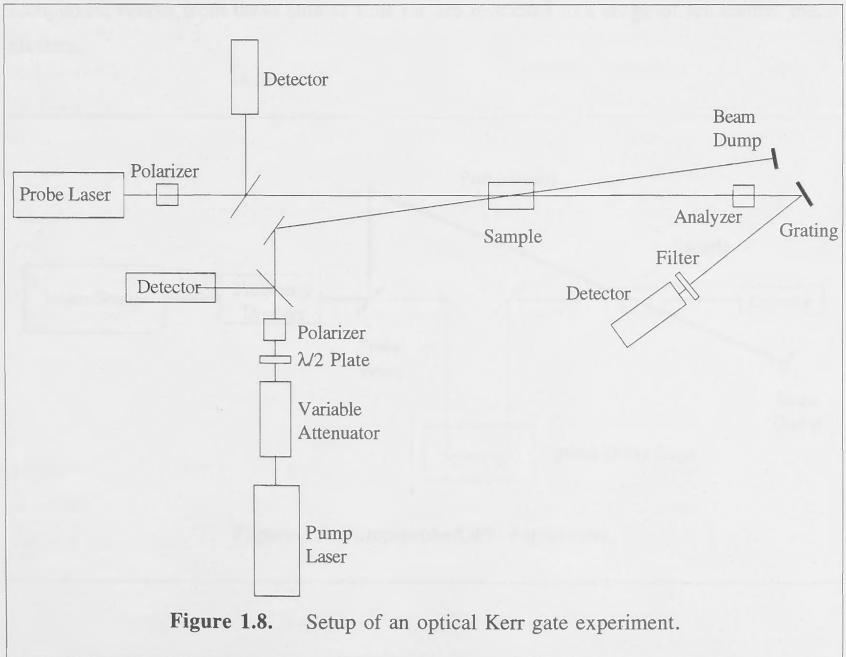 Detector
Beam
Dump
Polarizer
Probe Laser
Analyzer
Grating
Sample
Filter
Detector
Detector
Polarizer
λ/2 Plate
Variable
Attenuator
Pump
Laser
Figure 1.8. Setup of an optical Kerr gate experiment.